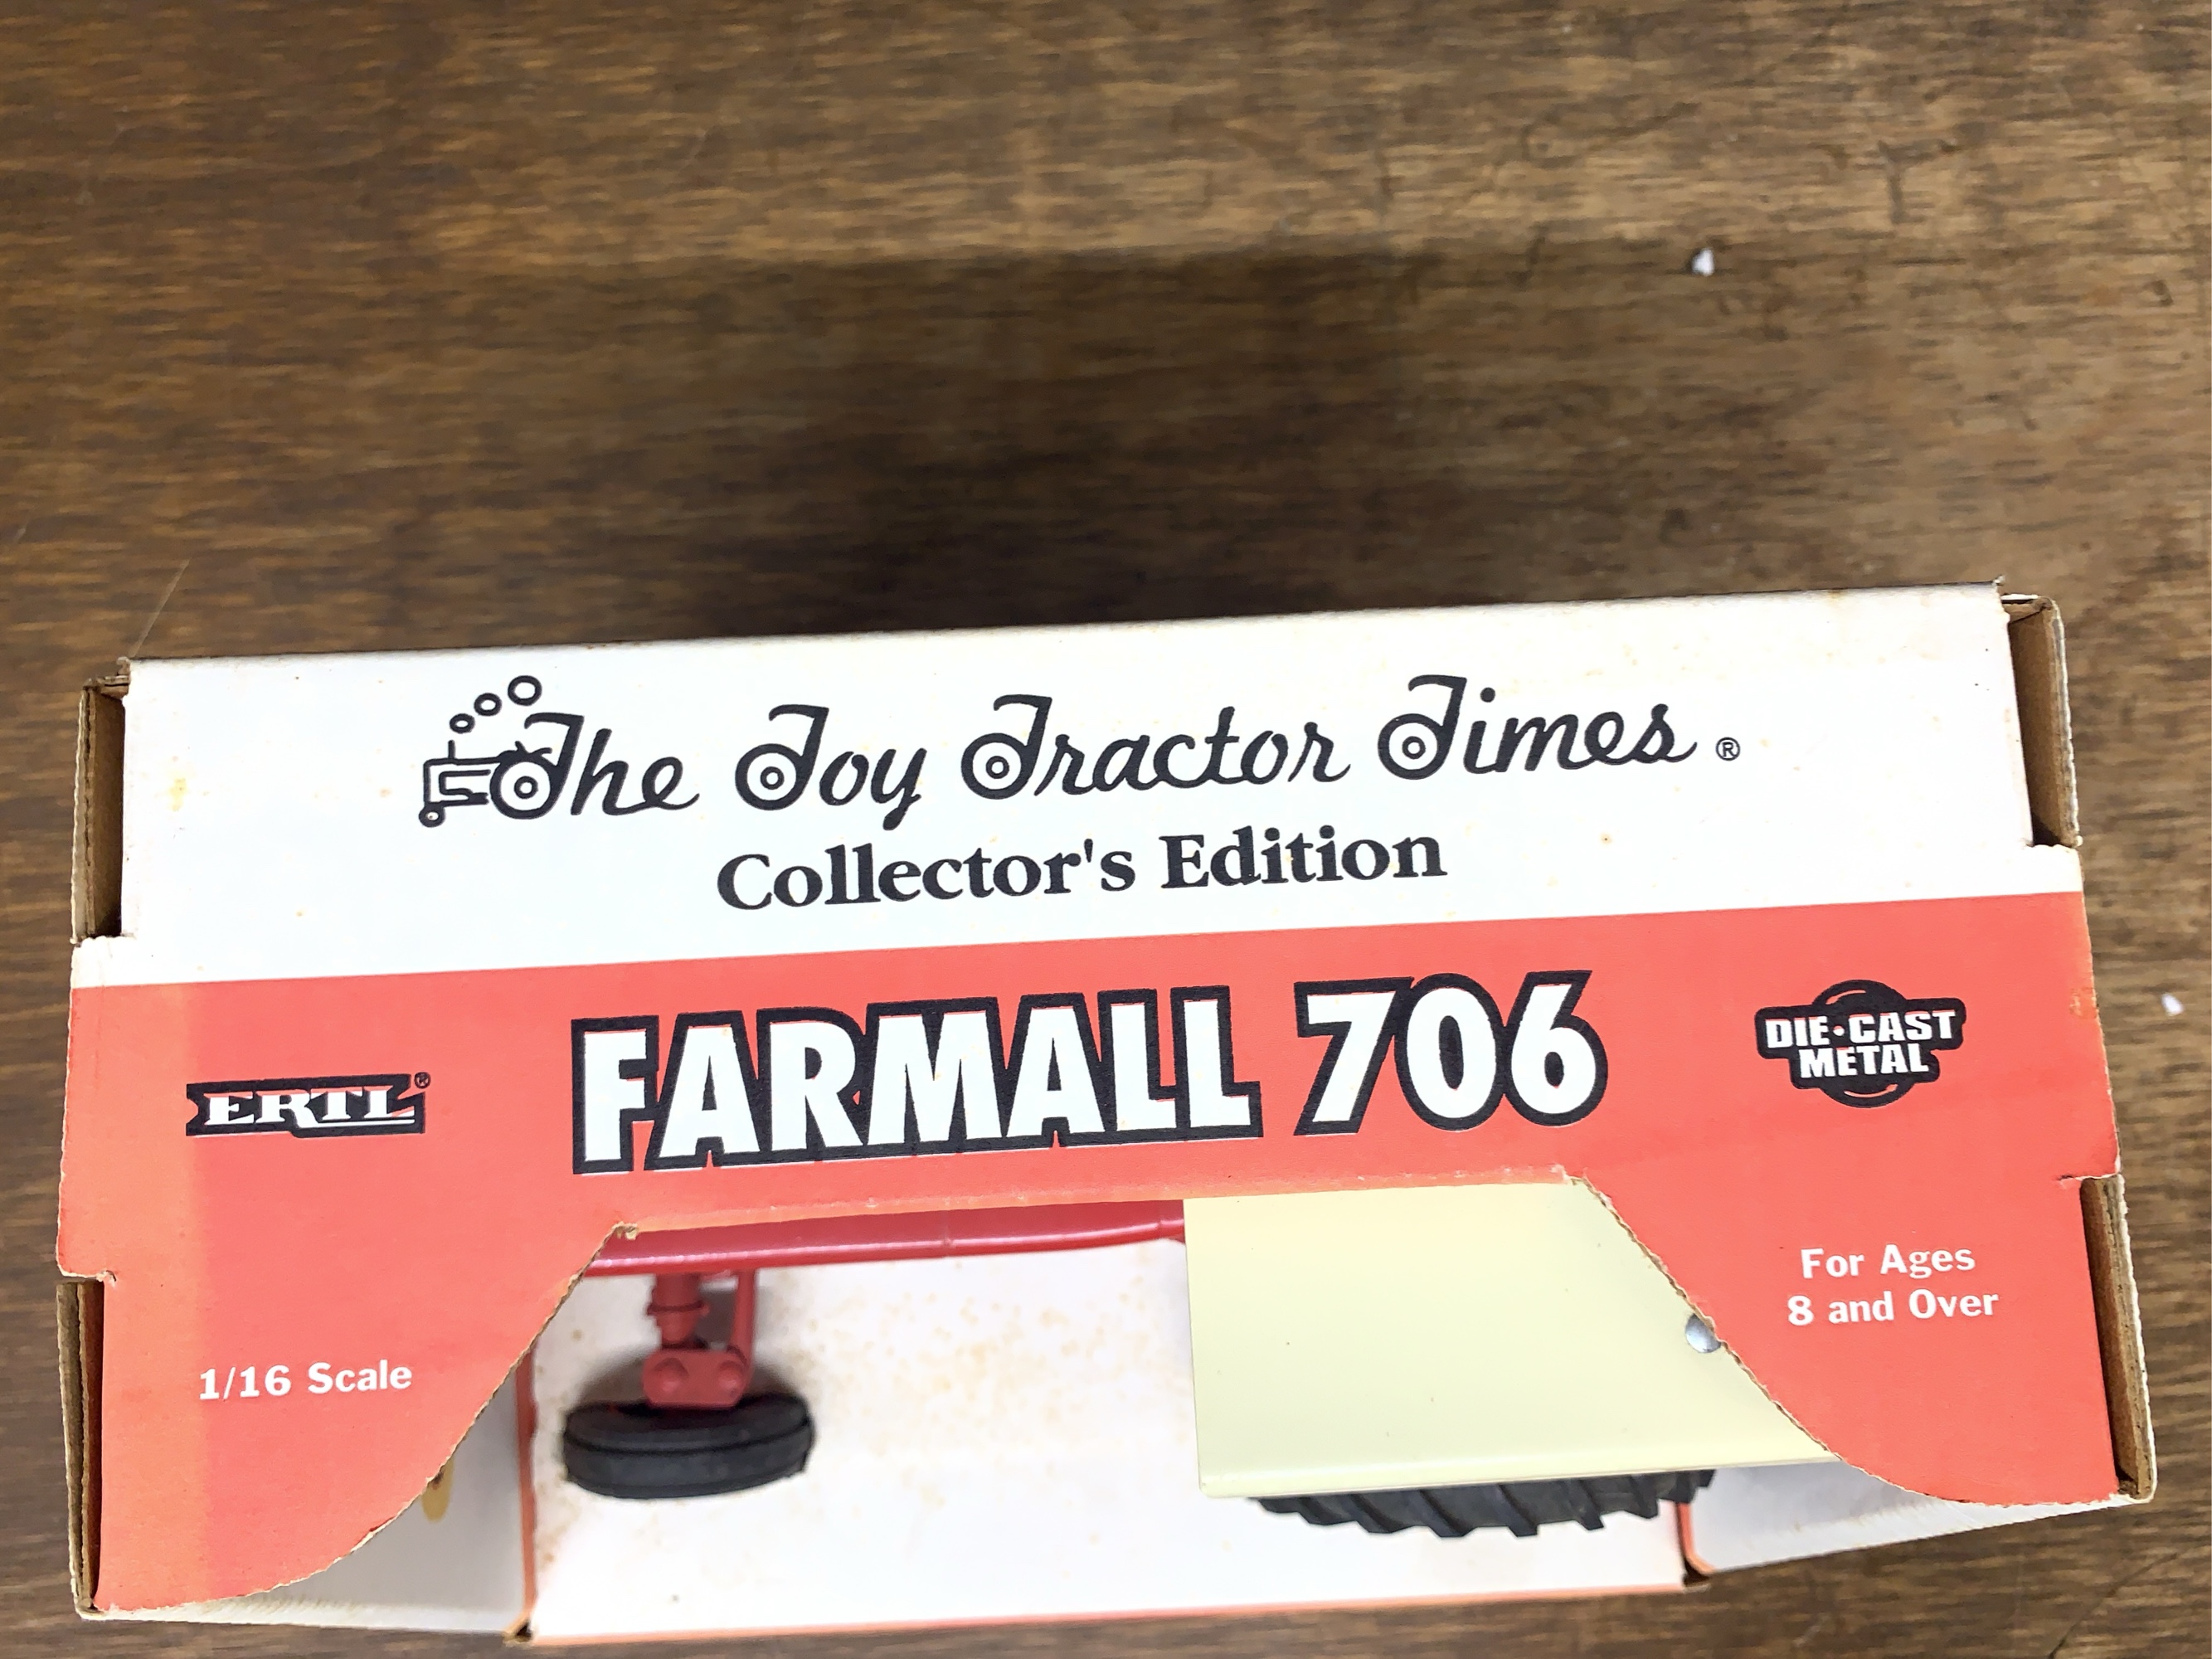 The Toy Tractor Times ®
Collector's Edition
FARMALL 706
ERTL ®
DIE•CAST
METAL
For Ages
8 and Over
1/16 Scale